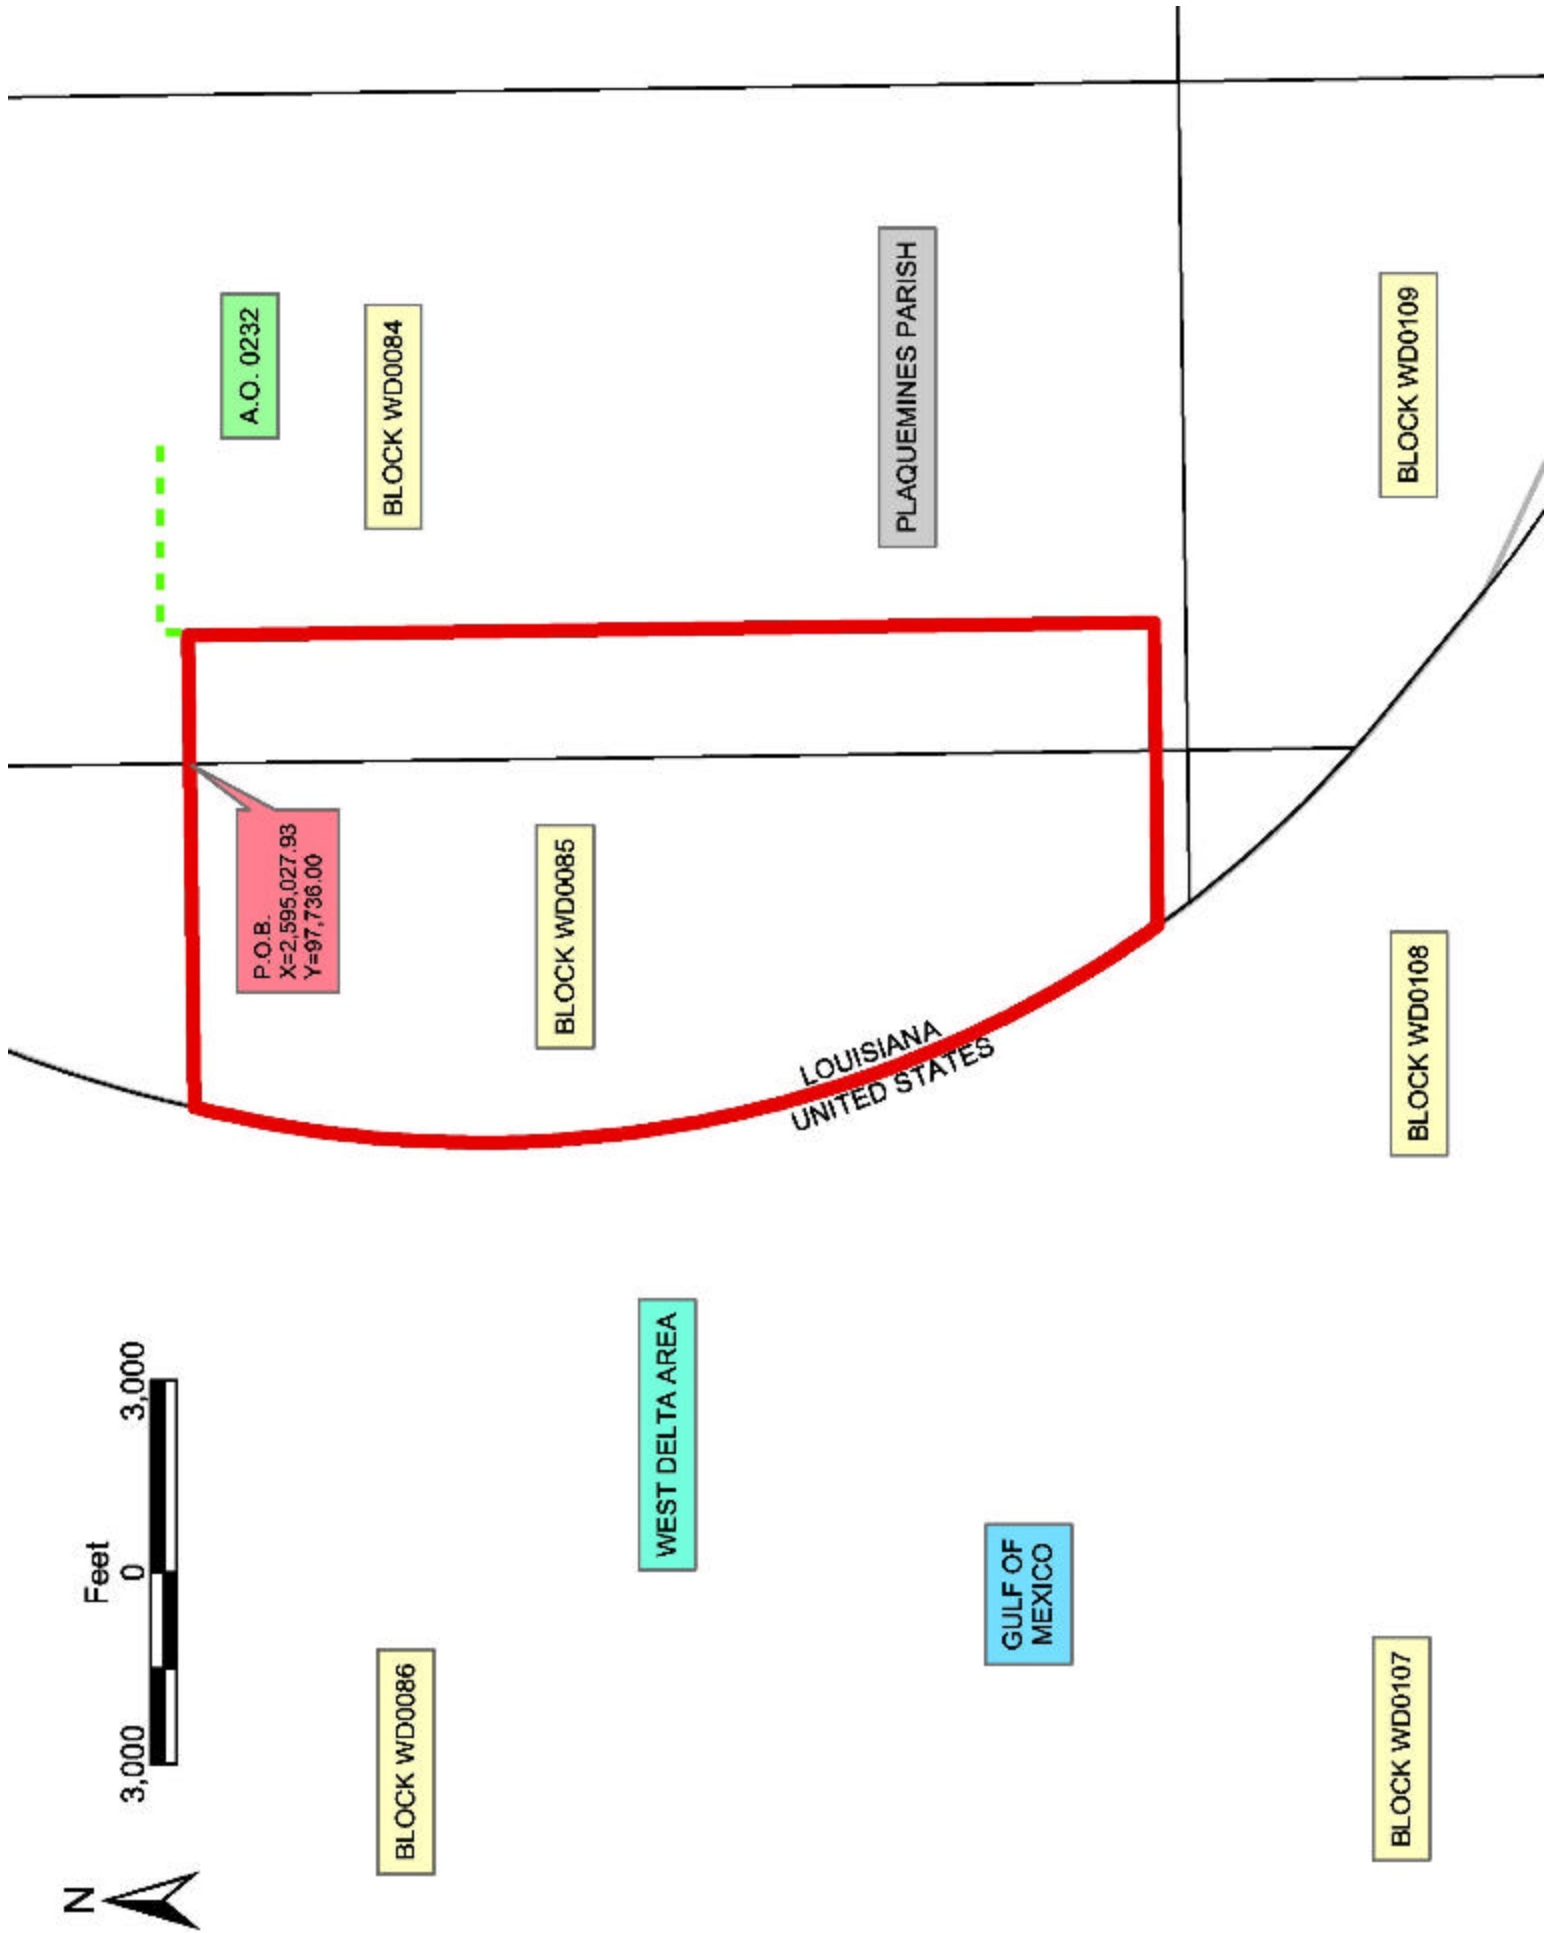 N
Feet
3,000 0 3,000
A.O. 0232
P.O.B.
X=2,595,027.93
Y=97,736.00
BLOCK WD0086
BLOCK WD0084
BLOCK WD0085
WEST DELTA AREA
LOUISIANA
UNITED STATES
PLAQUEMINES PARISH
GULF OF
MEXICO
BLOCK WD0107
BLOCK WD0108
BLOCK WD0109